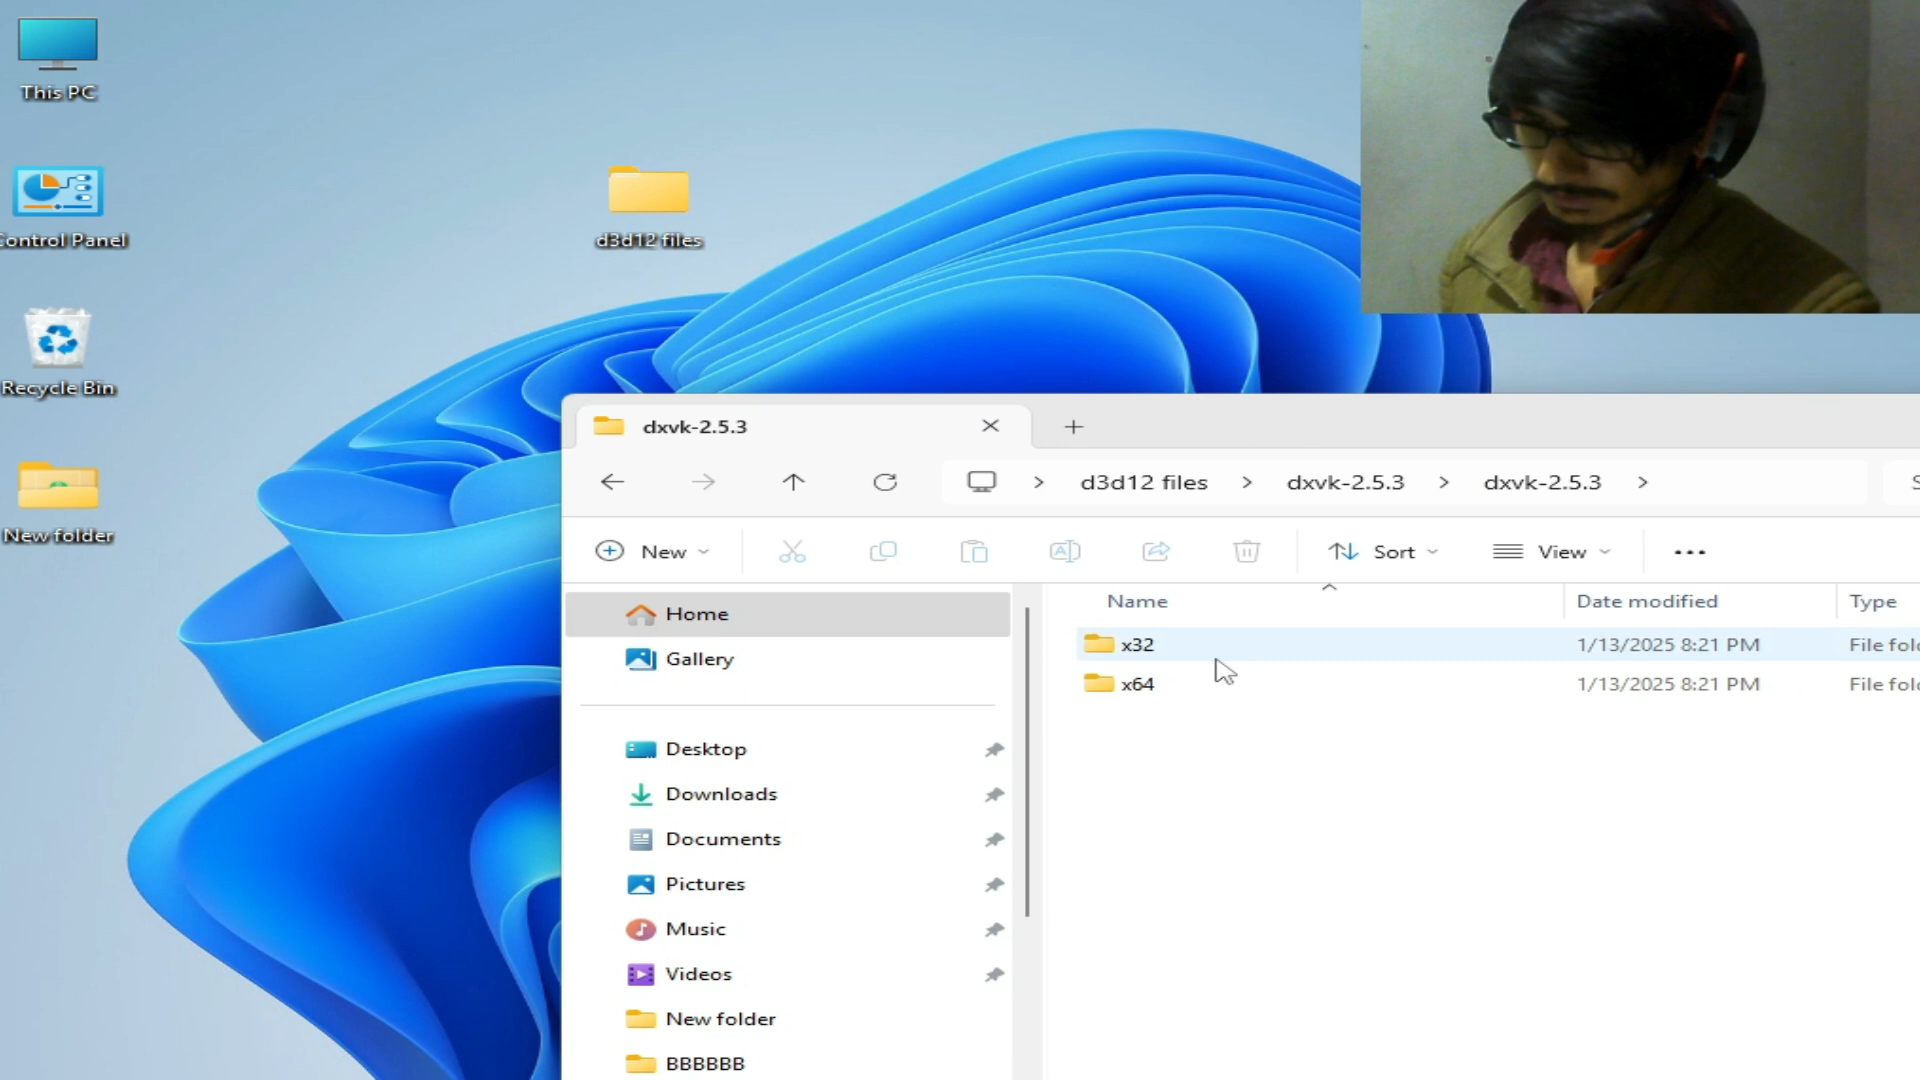 This PC
Control Panel
Recycle Bin
New folder
d3d12 files
dxvk-2.5.3
d3d12 files > dxvk-2.5.3 > dxvk-2.5.3 >
S
New
Sort
View
Home
Gallery
Desktop
Downloads
Documents
Pictures
Music
Videos
New folder
BBBBBB
Name Date modified Type
x32 1/13/2025 8:21 PM File fol
x64 1/13/2025 8:21 PM File fol